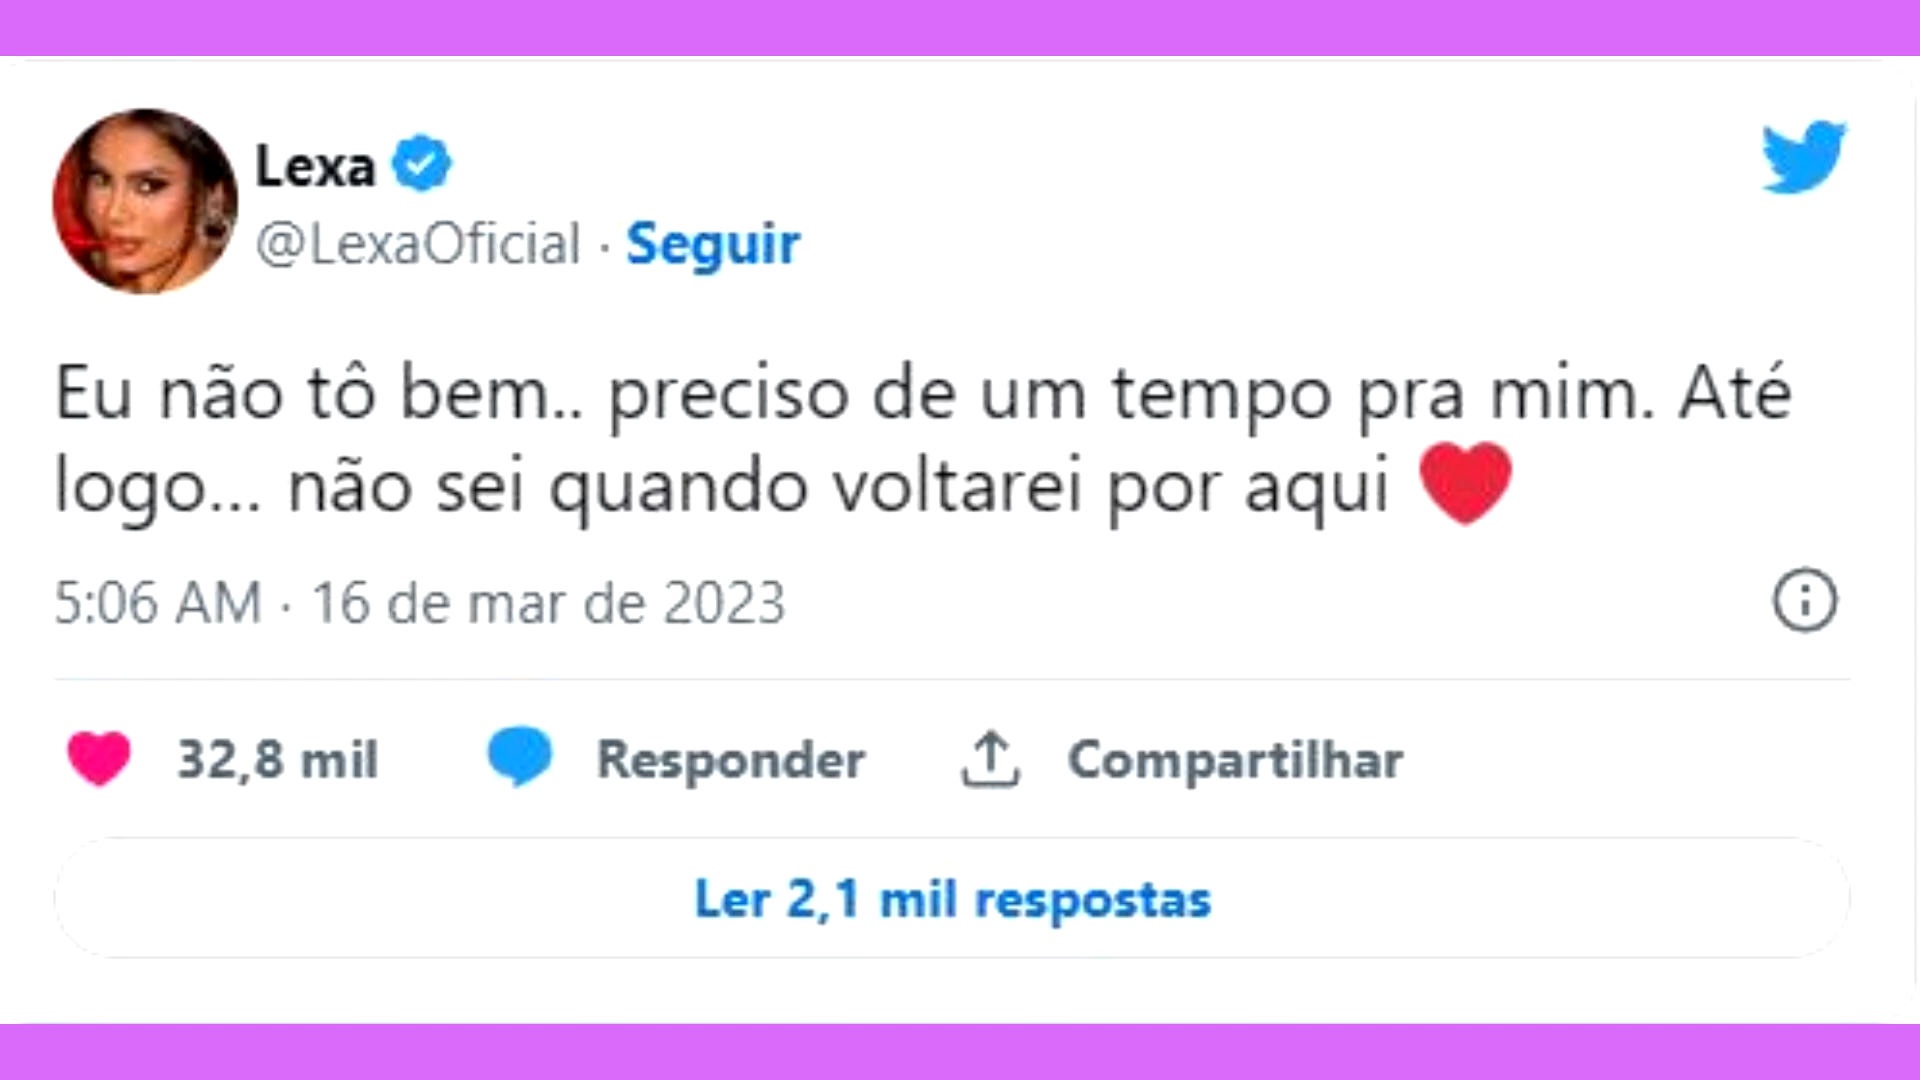 Lexa
@LexaOficial · Seguir
Eu não tô bem.. preciso de um tempo pra mim. Até
logo... não sei quando voltarei por aqui ❤️
5:06 AM · 16 de mar de 2023
32,8 mil Responder Compartilhar
Ler 2,1 mil respostas